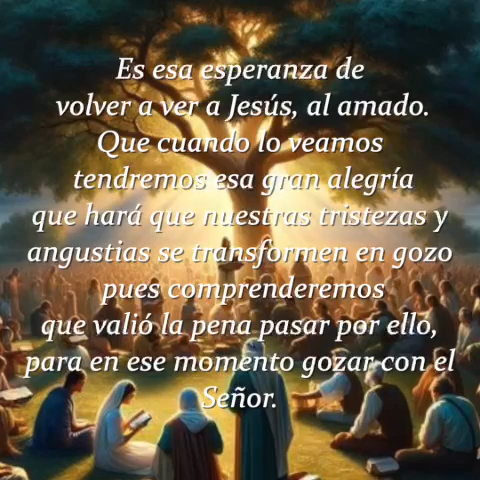 Es esa esperanza de
volver a ver a Jesús, al amado.
Que cuando lo veamos
tendremos esa gran alegría
que hará que nuestras tristezas y
angustias se transformen en gozo
pues comprenderemos
que valió la pena pasar por ello,
para en ese momento gozar con el
Señor.